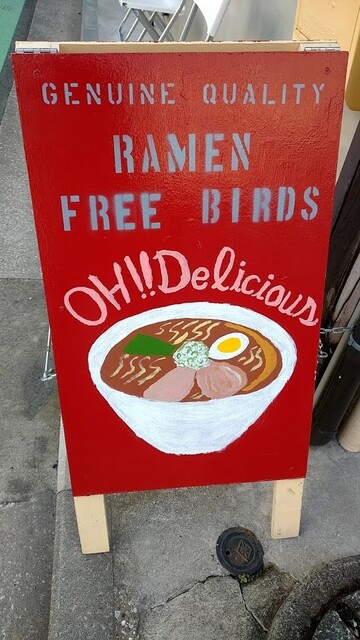 GENUINE QUALITY
RAMEN
FREE BIRDS
OH!!Delicious